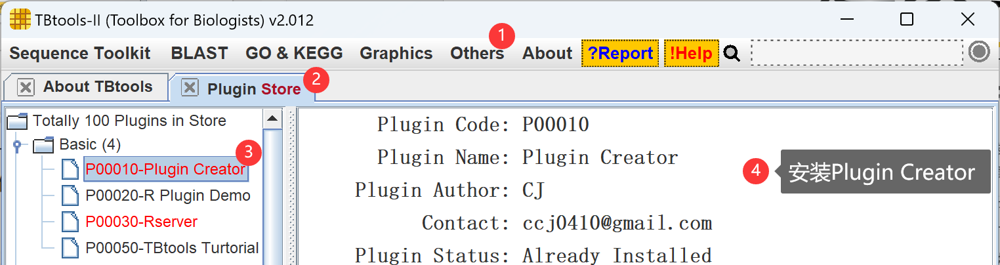 TBtools-II (Toolbox for Biologists) v2.012
1
Sequence Toolkit BLAST GO & KEGG Graphics Others About ?Report !Help
About TBtools Plugin Store 2
Totally 100 Plugins in Store
Basic (4)
3
P00010-Plugin Creator
P00020-R Plugin Demo
P00030-Rserver
P00050-TBtools Turtorial
Plugin Code: P00010
Plugin Name: Plugin Creator
4 安装Plugin Creator
Plugin Author: CJ
Contact: ccj0410@gmail.com
Plugin Status: Already Installed